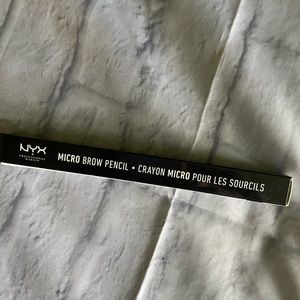 NYX
PROFESSIONAL MAKEUP
MICRO BROW PENCIL • CRAYON MICRO POUR LES SOURCILS